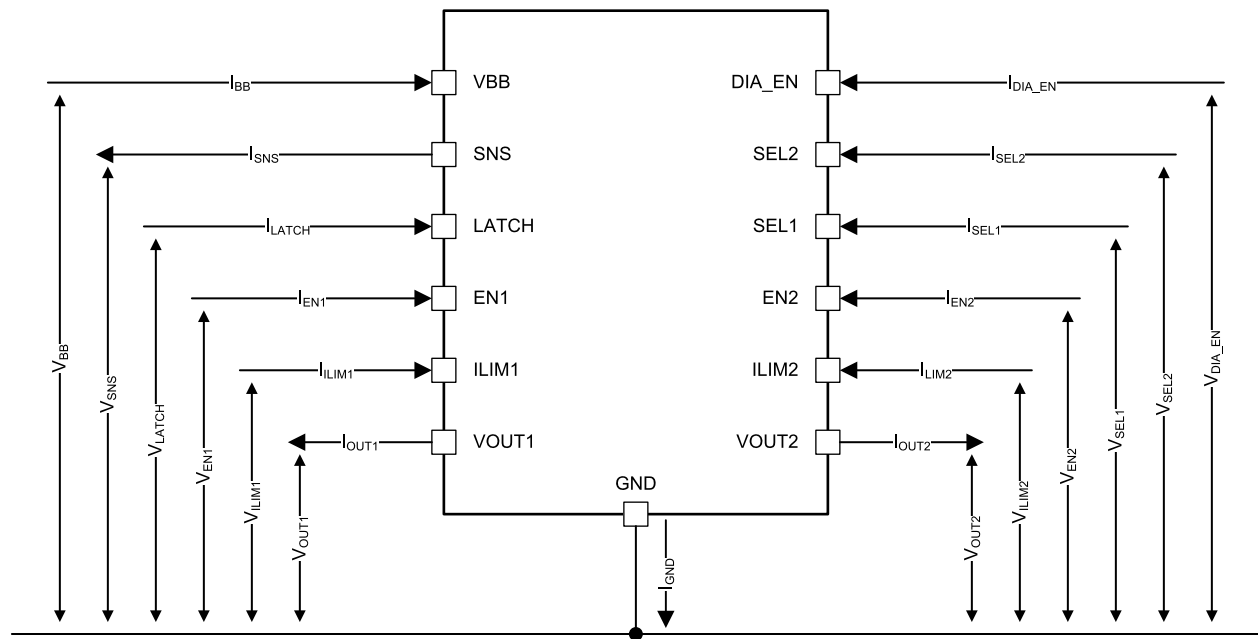 I_BB VBB DIA_EN I_DIA_EN
I_SNS SNS SEL2 I_SEL2
I_LATCH LATCH SEL1 I_SEL1
I_EN1 EN1 EN2 I_EN2
I_ILIM1 ILIM1 ILIM2 I_LIM2
I_OUT1 VOUT1 VOUT2 I_OUT2
GND
I_GND
V_BB
V_SNS
V_LATCH
V_EN1
V_ILIM1
V_OUT1
V_OUT2
V_ILIM2
V_EN2
V_SEL1
V_SEL2
V_DIA_EN